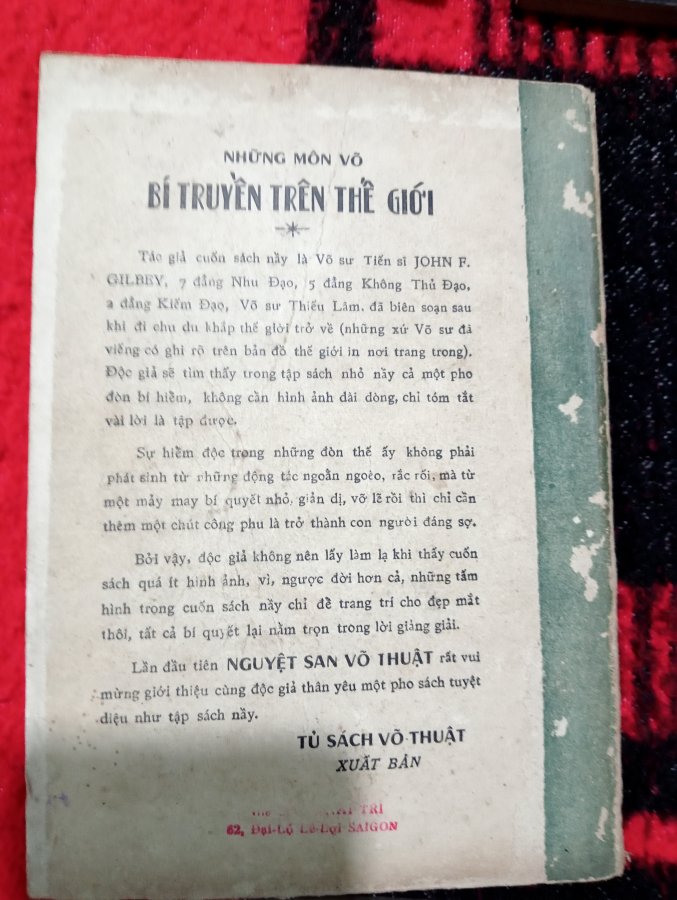 NHỮNG MÔN VÕ
BÍ TRUYỀN TRÊN THẾ GIỚI
Tác giả cuốn sách nầy là Võ sư Tiến sĩ JOHN F.
GILBEY, 7 đẳng Nhu Đạo, 5 đẳng Không Thủ Đạo,
2 đẳng Kiếm Đạo, Võ sư Thiếu Lâm, đã biên soạn sau
khi đi chu du khắp thế giới trở về (những xứ Võ sư đã
viếng có ghi rõ trên bản đồ thế giới in nơi trang trong).
Độc giả sẽ tìm thấy trong tập sách nhỏ nầy cả một pho
đòn bí hiểm, không cần hình ảnh dài dòng, chỉ tóm tắt
vài lời là tập được.
Sự hiểm độc trong những đòn thế ấy không phải
phát sinh từ những động tác ngoằn ngoèo, rắc rối, mà từ
một mảy may bí quyết nhỏ, giản dị, vỡ lẽ rồi thì chỉ cần
thêm một chút công phu là trở thành con người đáng sợ.
Bởi vậy, độc giả không nên lấy làm lạ khi thấy cuốn
sách quá ít hình ảnh, vì, ngược đời hơn cả, những tấm
hình trong cuốn sách nầy chỉ để trang trí cho đẹp mắt
thôi, tất cả bí quyết lại nằm trọn trong lời giảng giải.
Lần đầu tiên NGUYỆT SAN VÕ THUẬT rất vui
mừng giới thiệu cùng độc giả thân yêu một pho sách tuyệt
diệu như tập sách nầy.
TỦ SÁCH VÕ THUẬT
XUẤT BẢN
TRI
62, Đại-Lộ Lê-Lợi SAIGON